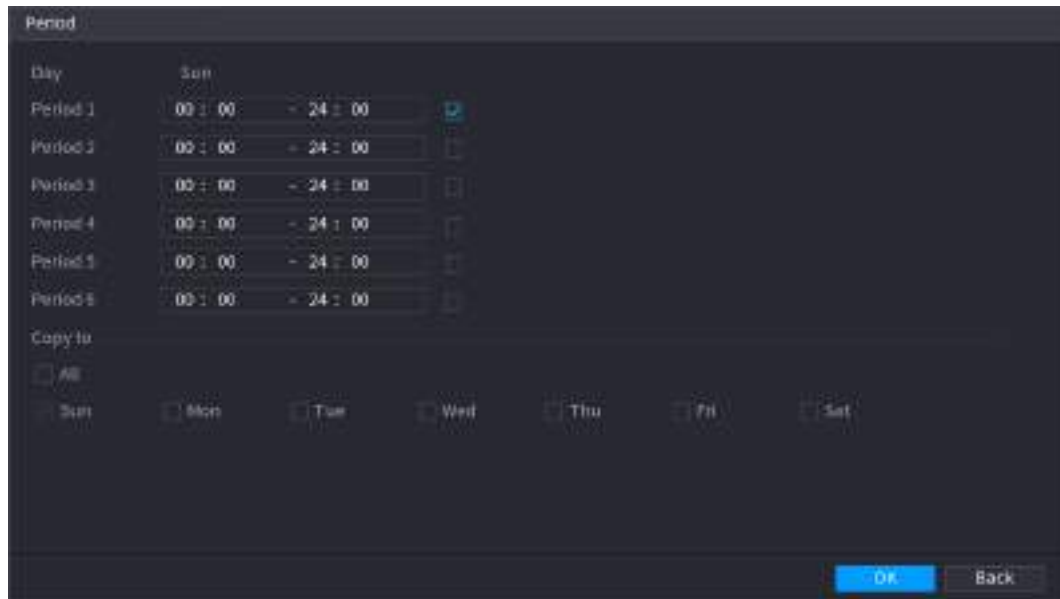 Period
Day Sun
Period 1 00 : 00 - 24 : 00
Period 2 00 : 00 - 24 : 00
Period 3 00 : 00 - 24 : 00
Period 4 00 : 00 - 24 : 00
Period 5 00 : 00 - 24 : 00
Period 6 00 : 00 - 24 : 00
Copy to
All
Sun Mon Tue Wed Thu Fri Sat
OK Back